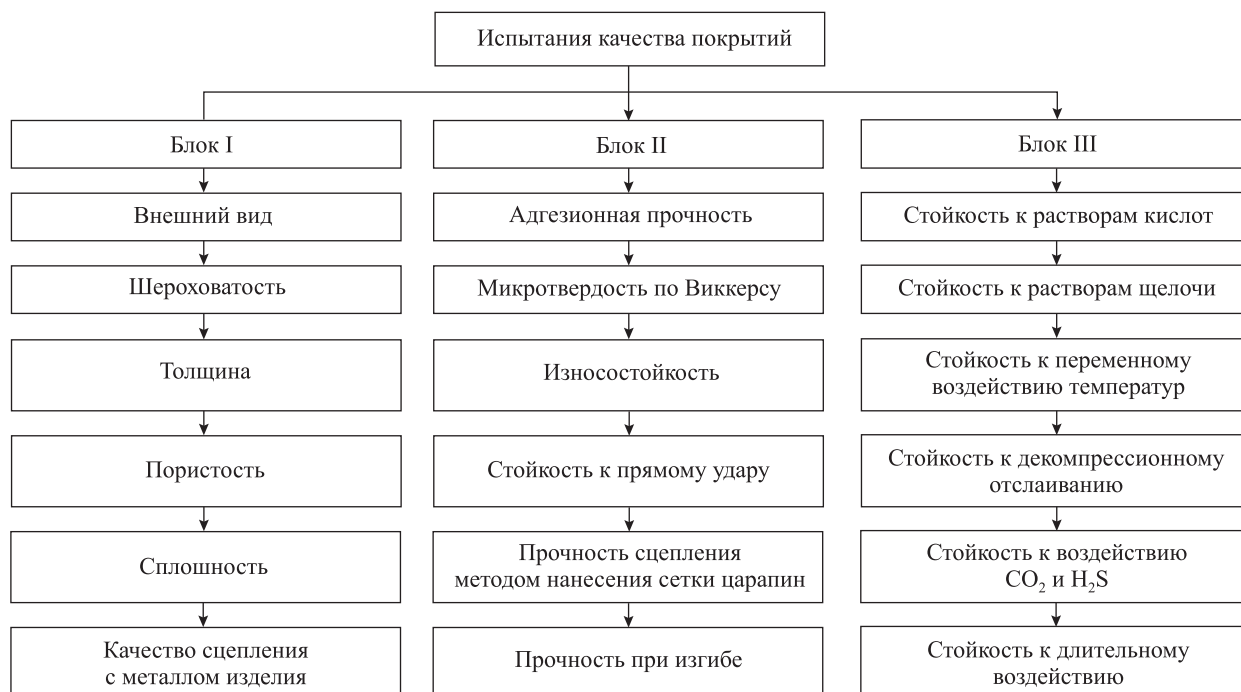 Испытания качества покрытий
Блок I
Внешний вид
Шероховатость
Толщина
Пористость
Сплошность
Качество сцепления
с металлом изделия
Блок II
Адгезионная прочность
Микротвердость по Виккерсу
Износостойкость
Стойкость к прямому удару
Прочность сцепления
методом нанесения сетки царапин
Прочность при изгибе
Блок III
Стойкость к растворам кислот
Стойкость к растворам щелочи
Стойкость к переменному
воздействию температур
Стойкость к декомпрессионному
отслаиванию
Стойкость к воздействию
CO₂ и H₂S
Стойкость к длительному
воздействию